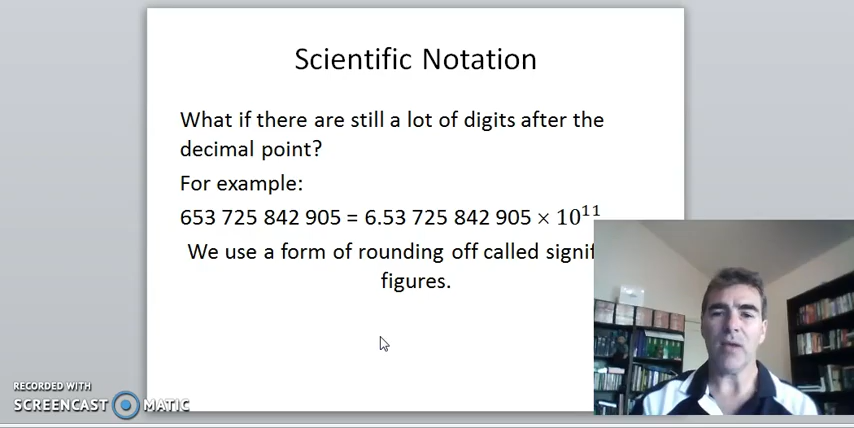 Scientific Notation
What if there are still a lot of digits after the
decimal point?
For example:
653 725 842 905 = 6.53 725 842 905 × 10¹¹
We use a form of rounding off called signif
figures.
RECORDED WITH
SCREENCAST MATIC